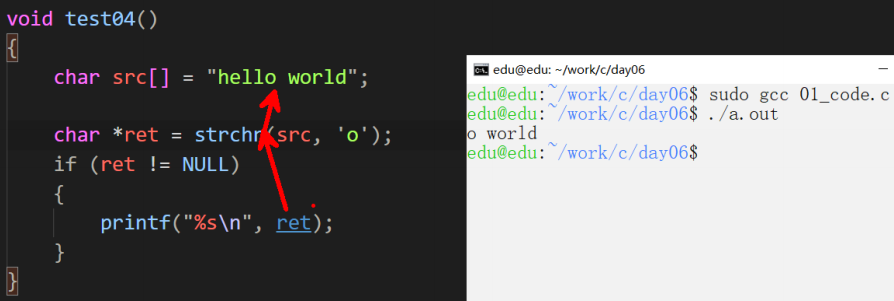 void test04()
{
    char src[] = "hello world";
    char *ret = strchr(src, 'o');
    if (ret != NULL)
    {
        printf("%s\n", ret);
    }
}
edu@edu: ~/work/c/day06
edu@edu:~/work/c/day06$ sudo gcc 01_code.c
edu@edu:~/work/c/day06$ ./a.out
o world
edu@edu:~/work/c/day06$